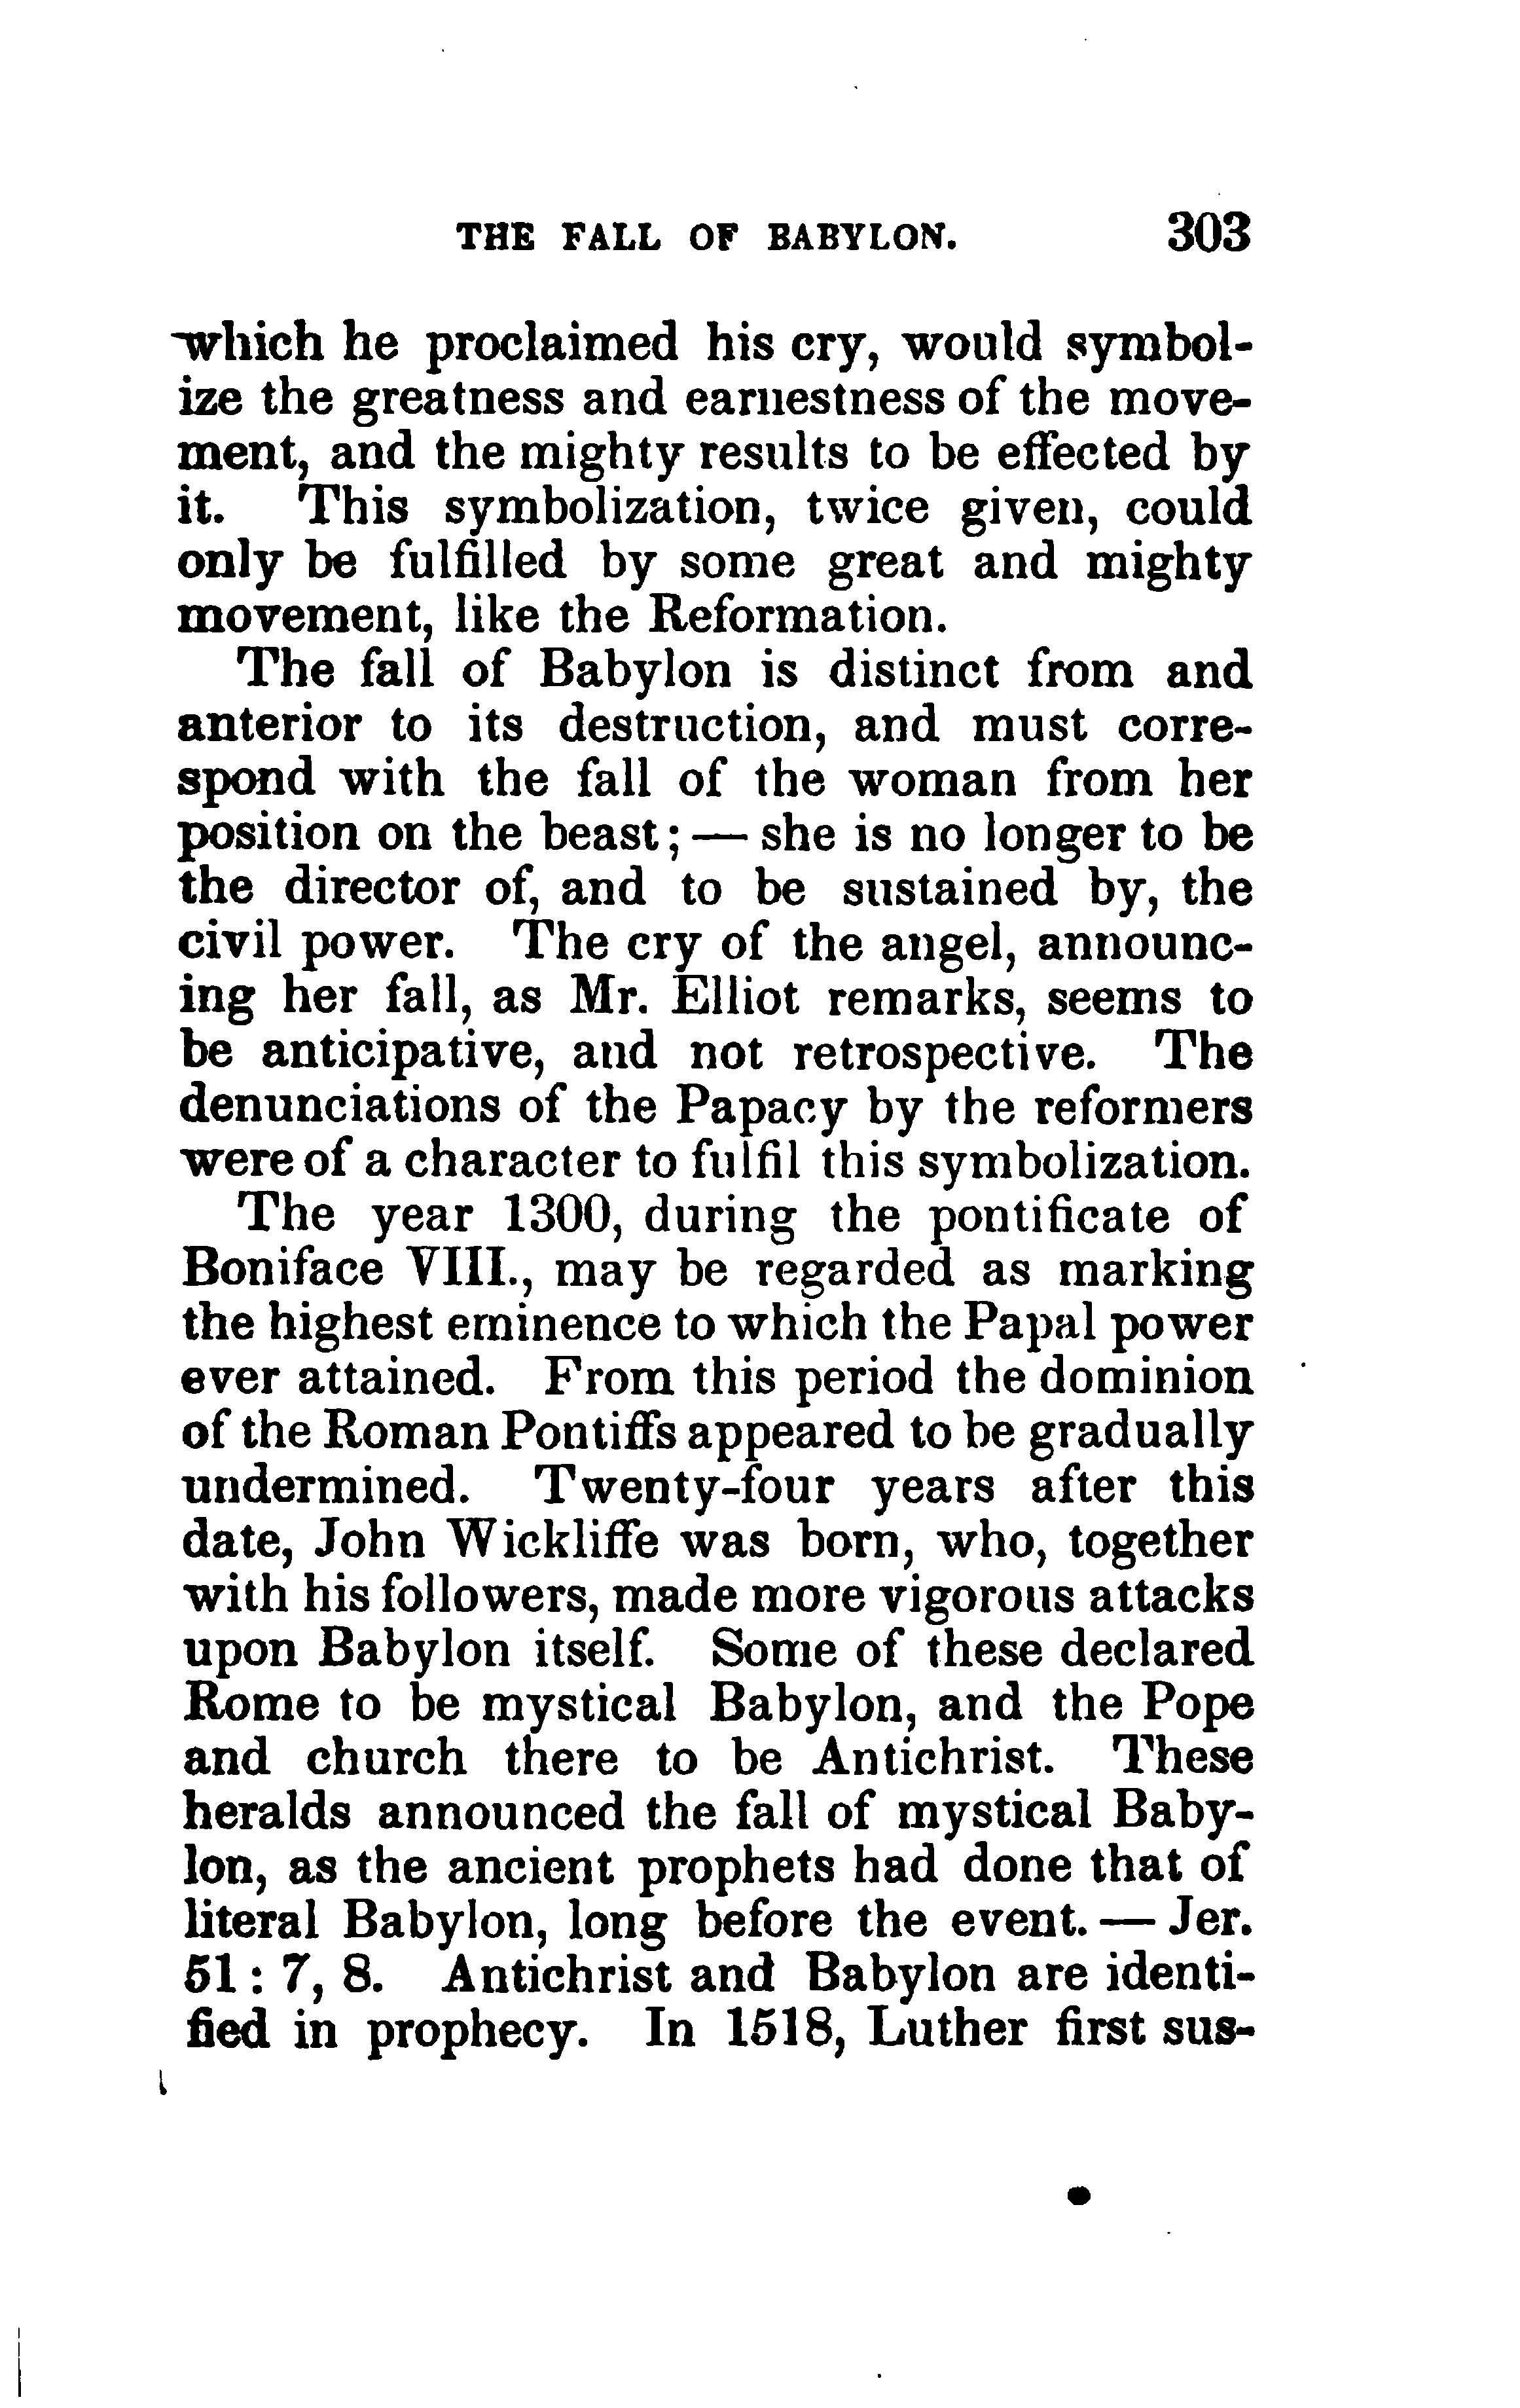 THE FALL OF BABYLON. 303
which he proclaimed his cry, would symbol-
ize the greatness and earnestness of the move-
ment, and the mighty results to be effected by
it. This symbolization, twice given, could
only be fulfilled by some great and mighty
movement, like the Reformation.
The fall of Babylon is distinct from and
anterior to its destruction, and must corre-
spond with the fall of the woman from her
position on the beast; — she is no longer to be
the director of, and to be sustained by, the
civil power. The cry of the angel, announc-
ing her fall, as Mr. Elliot remarks, seems to
be anticipative, and not retrospective. The
denunciations of the Papacy by the reformers
were of a character to fulfil this symbolization.
The year 1300, during the pontificate of
Boniface VIII., may be regarded as marking
the highest eminence to which the Papal power
ever attained. From this period the dominion
of the Roman Pontiffs appeared to be gradually
undermined. Twenty-four years after this
date, John Wickliffe was born, who, together
with his followers, made more vigorous attacks
upon Babylon itself. Some of these declared
Rome to be mystical Babylon, and the Pope
and church there to be Antichrist. These
heralds announced the fall of mystical Baby-
lon, as the ancient prophets had done that of
literal Babylon, long before the event. — Jer.
51: 7, 8. Antichrist and Babylon are identi-
fied in prophecy. In 1518, Luther first sus-